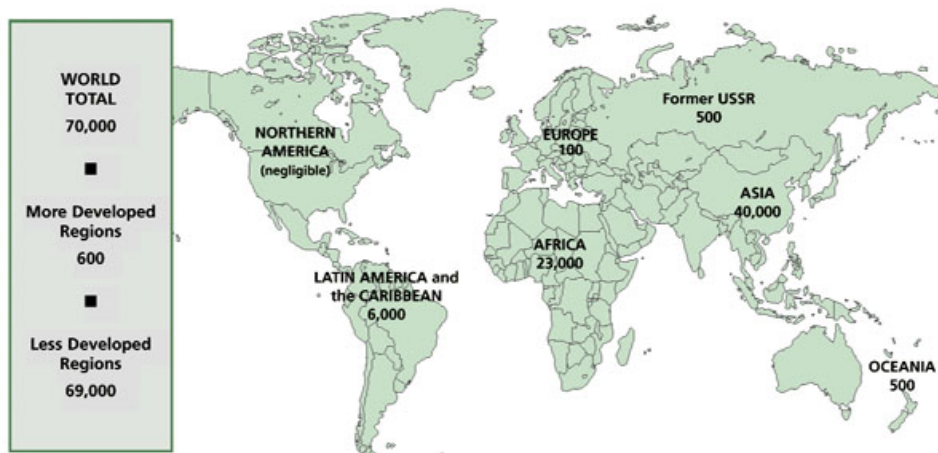 WORLD
TOTAL
70,000
More Developed
Regions
600
Less Developed
Regions
69,000
NORTHERN
AMERICA
(negligible)
LATIN AMERICA and
the CARIBBEAN
6,000
EUROPE
100
Former USSR
500
ASIA
40,000
AFRICA
23,000
OCEANIA
500